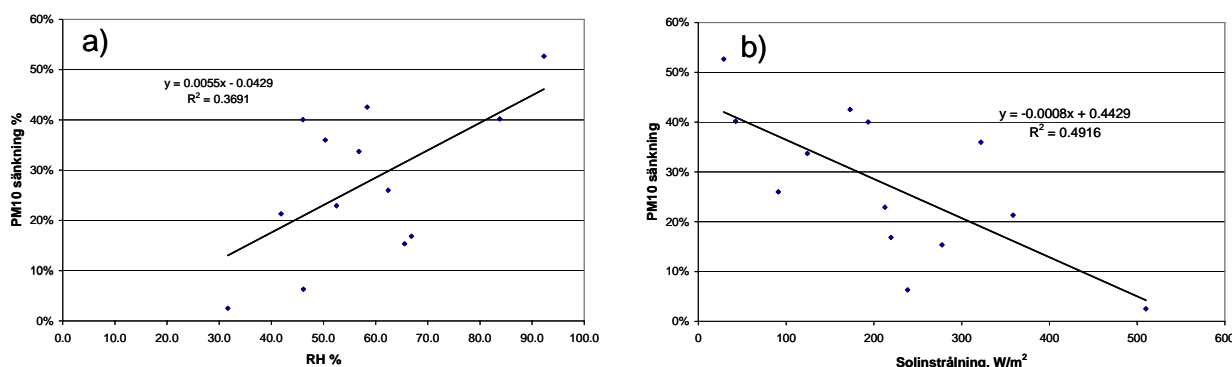 a)
y = 0.0055x - 0.0429
R² = 0.3691
PM10 sänkning %
60%
50%
40%
30%
20%
10%
0%
0.0 10.0 20.0 30.0 40.0 50.0 60.0 70.0 80.0 90.0 100.0
RH %
b)
y = -0.0008x + 0.4429
R² = 0.4916
PM10 sänkning
60%
50%
40%
30%
20%
10%
0%
0 100 200 300 400 500 600
Solinstrålning, W/m²